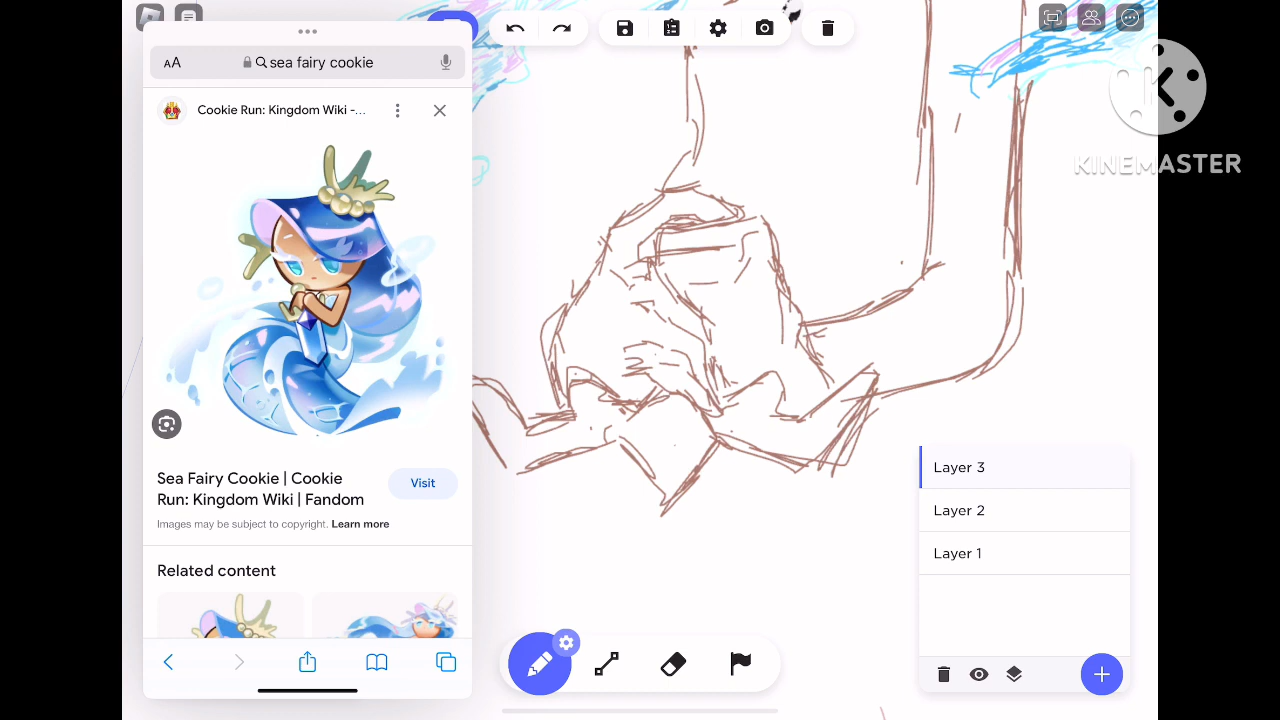 AA sea fairy cookie
Cookie Run: Kingdom Wiki -...
KINEMASTER
Sea Fairy Cookie | Cookie
Run: Kingdom Wiki | Fandom
Visit
Images may be subject to copyright. Learn more
Related content
Layer 3
Layer 2
Layer 1